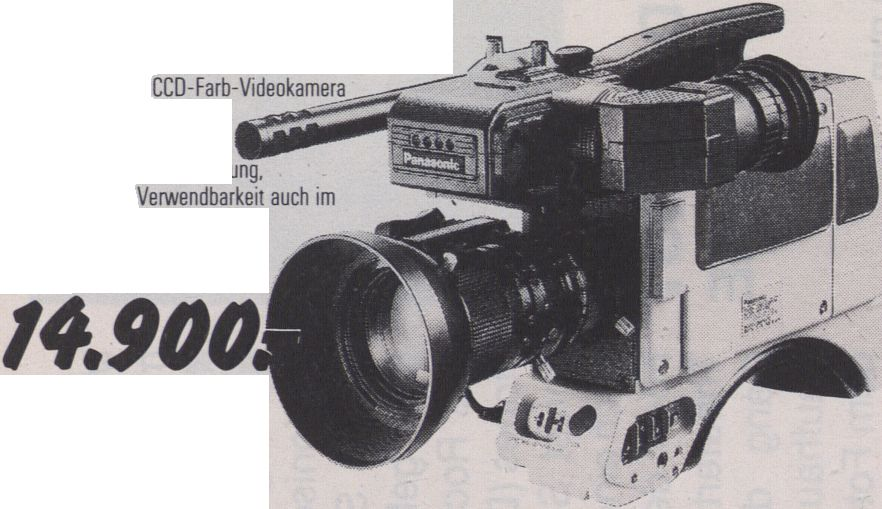 CCD-Farb-Videokamera
Panasonic
ung,
Verwendbarkeit auch im
14.900.-